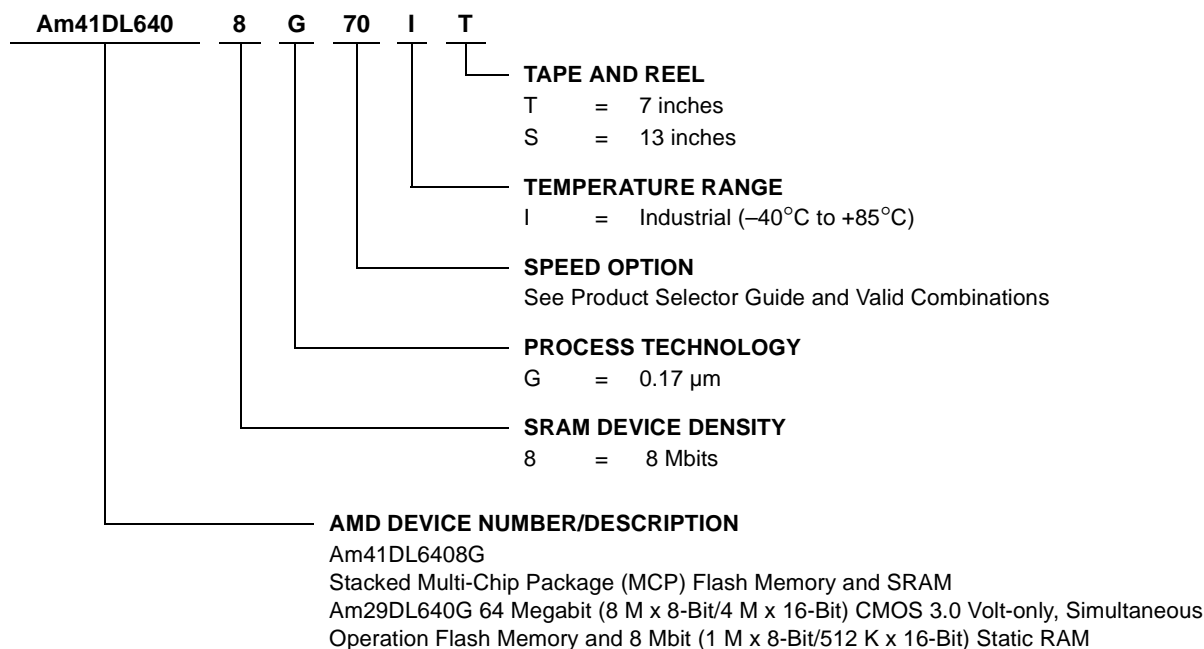 Am41DL640 8 G 70 I T
TAPE AND REEL
T = 7 inches
S = 13 inches
TEMPERATURE RANGE
I = Industrial (–40°C to +85°C)
SPEED OPTION
See Product Selector Guide and Valid Combinations
PROCESS TECHNOLOGY
G = 0.17 µm
SRAM DEVICE DENSITY
8 = 8 Mbits
AMD DEVICE NUMBER/DESCRIPTION
Am41DL6408G
Stacked Multi-Chip Package (MCP) Flash Memory and SRAM
Am29DL640G 64 Megabit (8 M x 8-Bit/4 M x 16-Bit) CMOS 3.0 Volt-only, Simultaneous
Operation Flash Memory and 8 Mbit (1 M x 8-Bit/512 K x 16-Bit) Static RAM